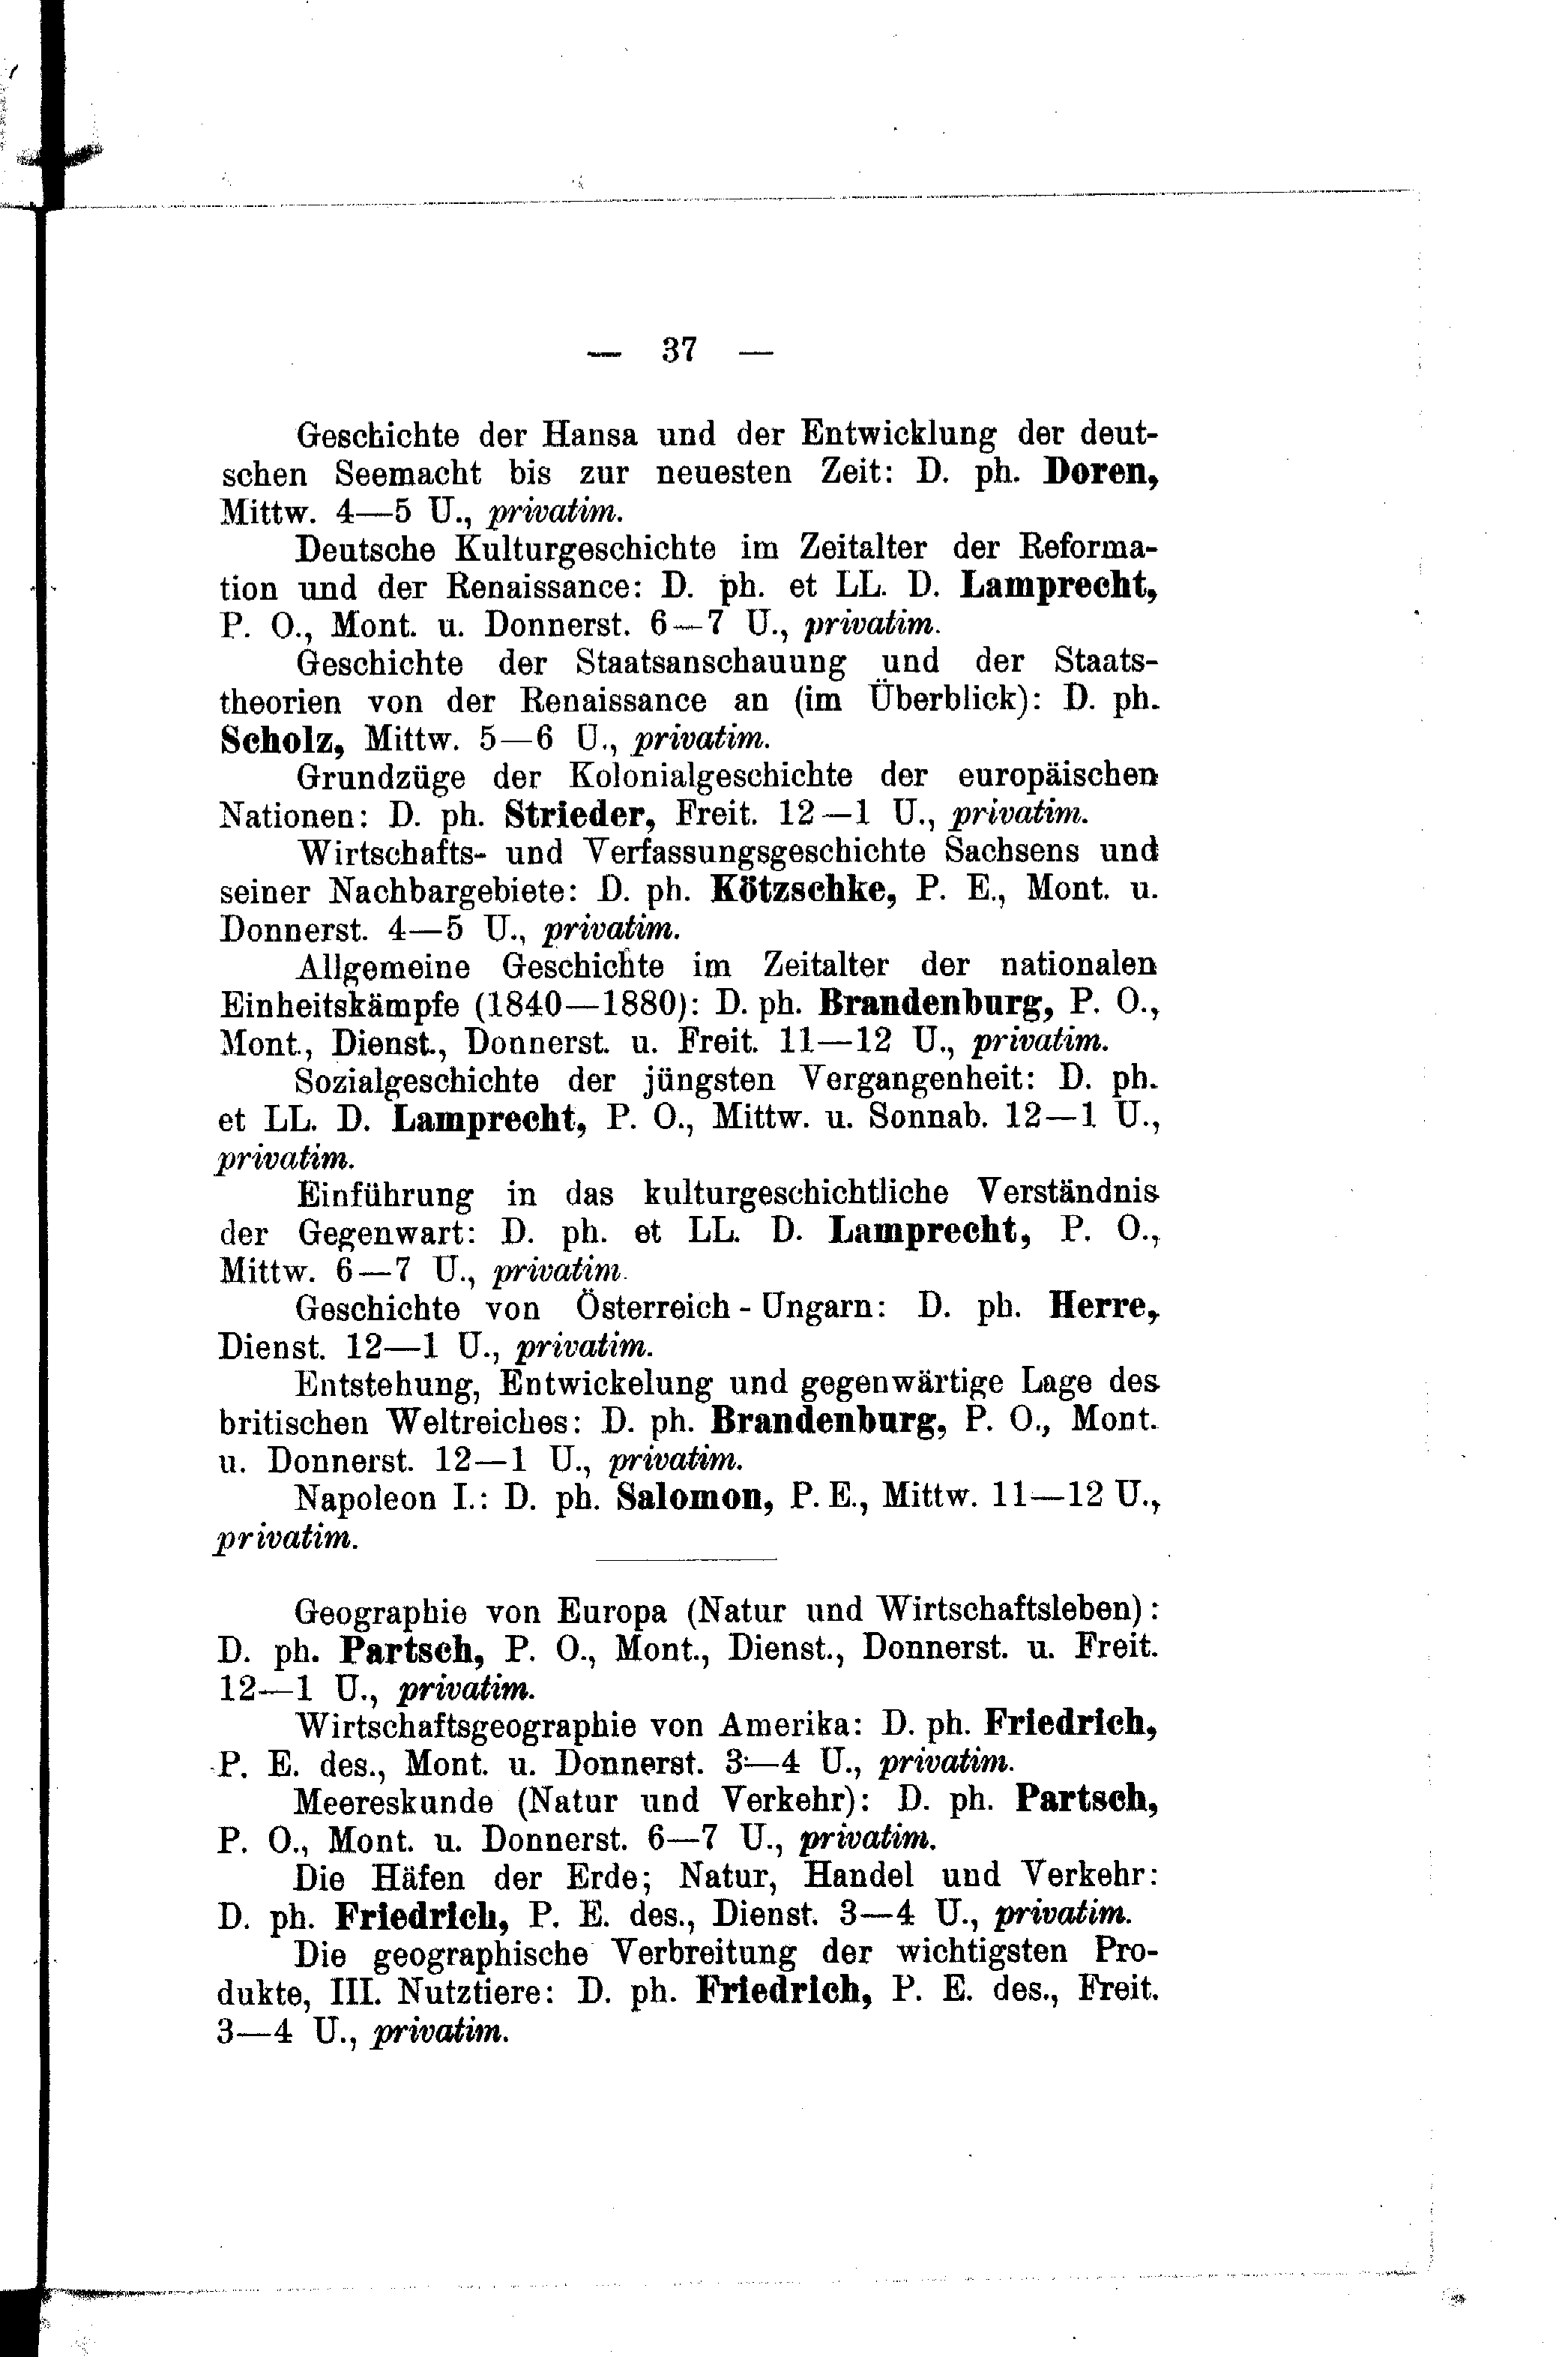 — 37 —
Geschichte der Hansa und der Entwicklung der deut-
schen Seemacht bis zur neuesten Zeit: D. ph. Doren,
Mittw. 4—5 U., privatim.
Deutsche Kulturgeschichte im Zeitalter der Reforma-
tion und der Renaissance: D. ph. et LL. D. Lamprecht,
P. O., Mont. u. Donnerst. 6—7 U., privatim.
Geschichte der Staatsanschauung und der Staats-
theorien von der Renaissance an (im Überblick): D. ph.
Scholz, Mittw. 5—6 U., privatim.
Grundzüge der Kolonialgeschichte der europäischen
Nationen: D. ph. Strieder, Freit. 12—1 U., privatim.
Wirtschafts- und Verfassungsgeschichte Sachsens und
seiner Nachbargebiete: D. ph. Kötzschke, P. E., Mont. u.
Donnerst. 4—5 U., privatim.
Allgemeine Geschichte im Zeitalter der nationalen
Einheitskämpfe (1840—1880): D. ph. Brandenburg, P. O.,
Mont., Dienst., Donnerst. u. Freit. 11—12 U., privatim.
Sozialgeschichte der jüngsten Vergangenheit: D. ph.
et LL. D. Lamprecht, P. O., Mittw. u. Sonnab. 12—1 U.,
privatim.
Einführung in das kulturgeschichtliche Verständnis
der Gegenwart: D. ph. et LL. D. Lamprecht, P. O.,
Mittw. 6—7 U., privatim.
Geschichte von Österreich-Ungarn: D. ph. Herre,
Dienst. 12—1 U., privatim.
Entstehung, Entwickelung und gegenwärtige Lage des
britischen Weltreiches: D. ph. Brandenburg, P. O., Mont.
u. Donnerst. 12—1 U., privatim.
Napoleon I.: D. ph. Salomon, P. E., Mittw. 11—12 U.,
privatim.
Geographie von Europa (Natur und Wirtschaftsleben):
D. ph. Partsch, P. O., Mont., Dienst., Donnerst. u. Freit.
12—1 U., privatim.
Wirtschaftsgeographie von Amerika: D. ph. Friedrich,
P. E. des., Mont. u. Donnerst. 3—4 U., privatim.
Meereskunde (Natur und Verkehr): D. ph. Partsch,
P. O., Mont. u. Donnerst. 6—7 U., privatim.
Die Häfen der Erde; Natur, Handel und Verkehr:
D. ph. Friedrich, P. E. des., Dienst. 3—4 U., privatim.
Die geographische Verbreitung der wichtigsten Pro-
dukte, III. Nutztiere: D. ph. Friedrich, P. E. des., Freit.
3—4 U., privatim.